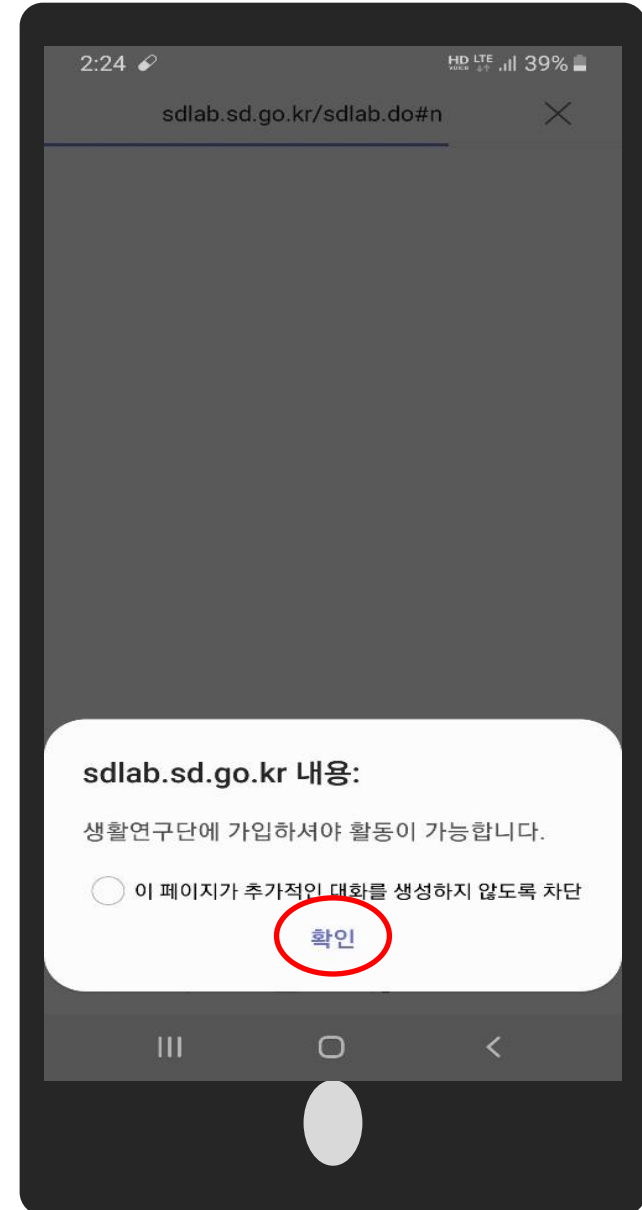 2:24 HD VOICE LTE 39%
sdlab.sd.go.kr/sdlab.do#n
sdlab.sd.go.kr 내용:
생활연구단에 가입하셔야 활동이 가능합니다.
이 페이지가 추가적인 대화를 생성하지 않도록 차단
확인